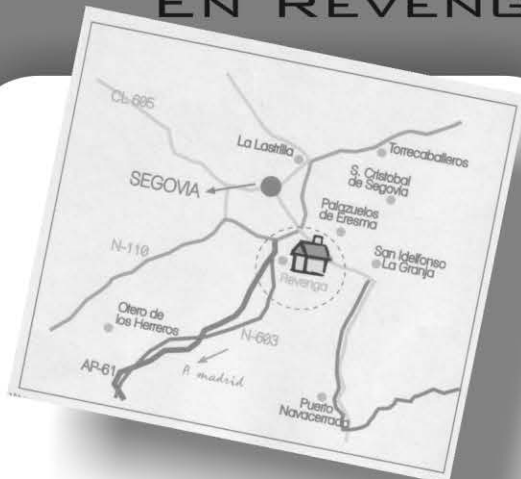 EN REVENG
CL-605
La Lastrilla
Torrecaballeros
SEGOVIA
S. Cristobal
de Segovia
Palazuelos
de Eresma
N-110
San Idelfonso
La Granja
Revenga
Otero de
los Herreros
N-603
AP-61
A madrid
Puerto
Navacerrada